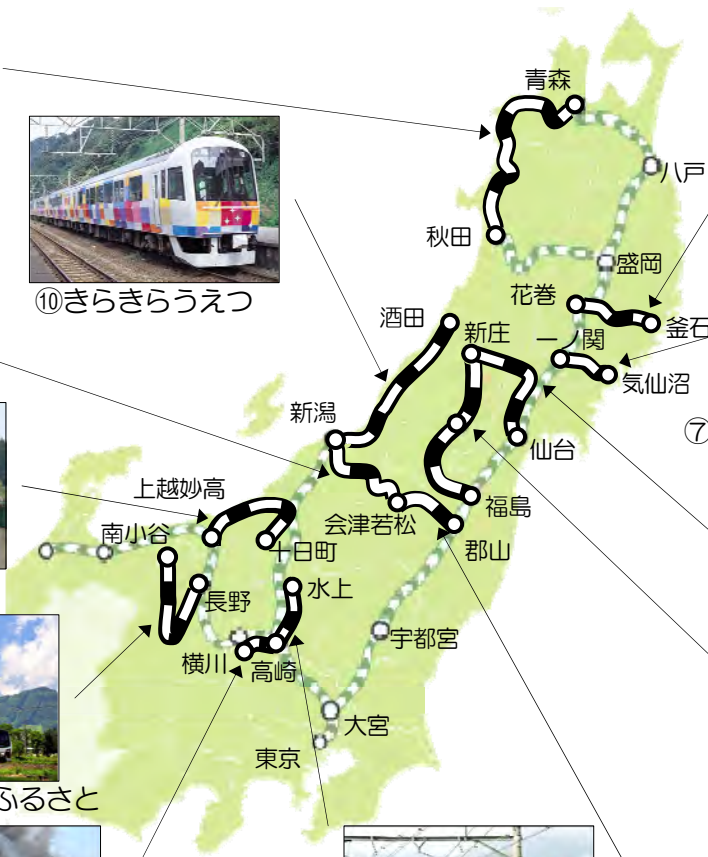 青森
八戸
秋田
盛岡
⑩きらきらうえつ
花巻
釜石
酒田
新庄
一ノ関
気仙沼
新潟
⑦
仙台
上越妙高
福島
会津若松
南小谷
十日町
郡山
長野
水上
宇都宮
横川
高崎
大宮
東京
ふるさと